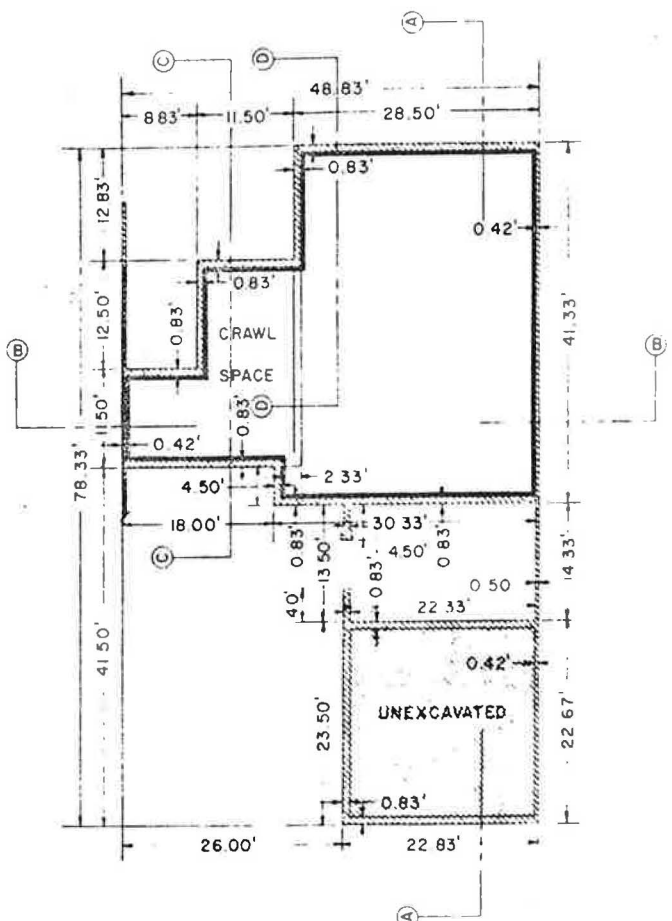 A
C
D
48.83'
8.83' 11.50' 28.50'
0.83'
12.83'
0.42'
0.83'
12.50'
0.83'
CRAWL
SPACE
41.33'
B
B
D
11.50'
0.83'
0.42'
78.33'
4.50'
2.33'
18.00'
30.33'
C
0.83'
13.50'
4.50'
0.83'
0.83'
14.33'
40'
0.50
22.33'
41.50'
0.42'
UNEXCAVATED
23.50'
22.67'
0.83'
26.00' 22.83'
A